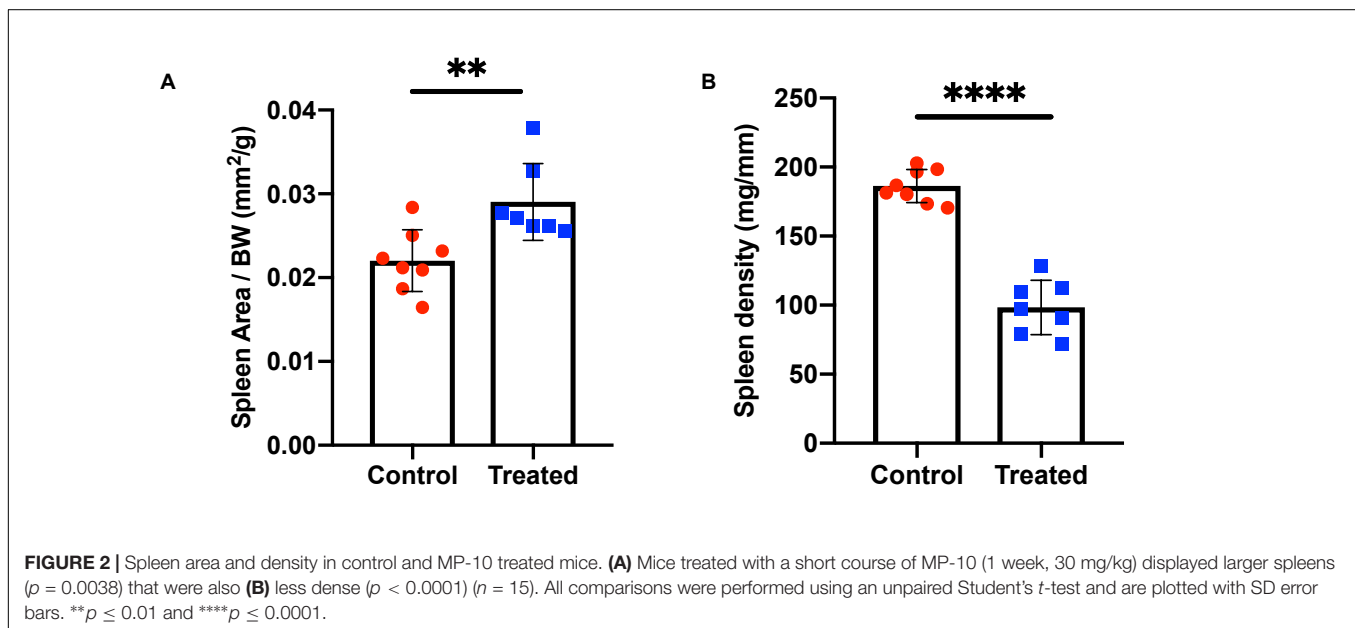 A
**
Spleen Area / BW (mm²/g)
0.04
0.03
0.02
0.01
0.00
Control Treated
B
****
Spleen density (mg/mm)
250
200
150
100
50
0
Control Treated
FIGURE 2 | Spleen area and density in control and MP-10 treated mice. (A) Mice treated with a short course of MP-10 (1 week, 30 mg/kg) displayed larger spleens
(p = 0.0038) that were also (B) less dense (p < 0.0001) (n = 15). All comparisons were performed using an unpaired Student's t-test and are plotted with SD error
bars. **p ≤ 0.01 and ****p ≤ 0.0001.